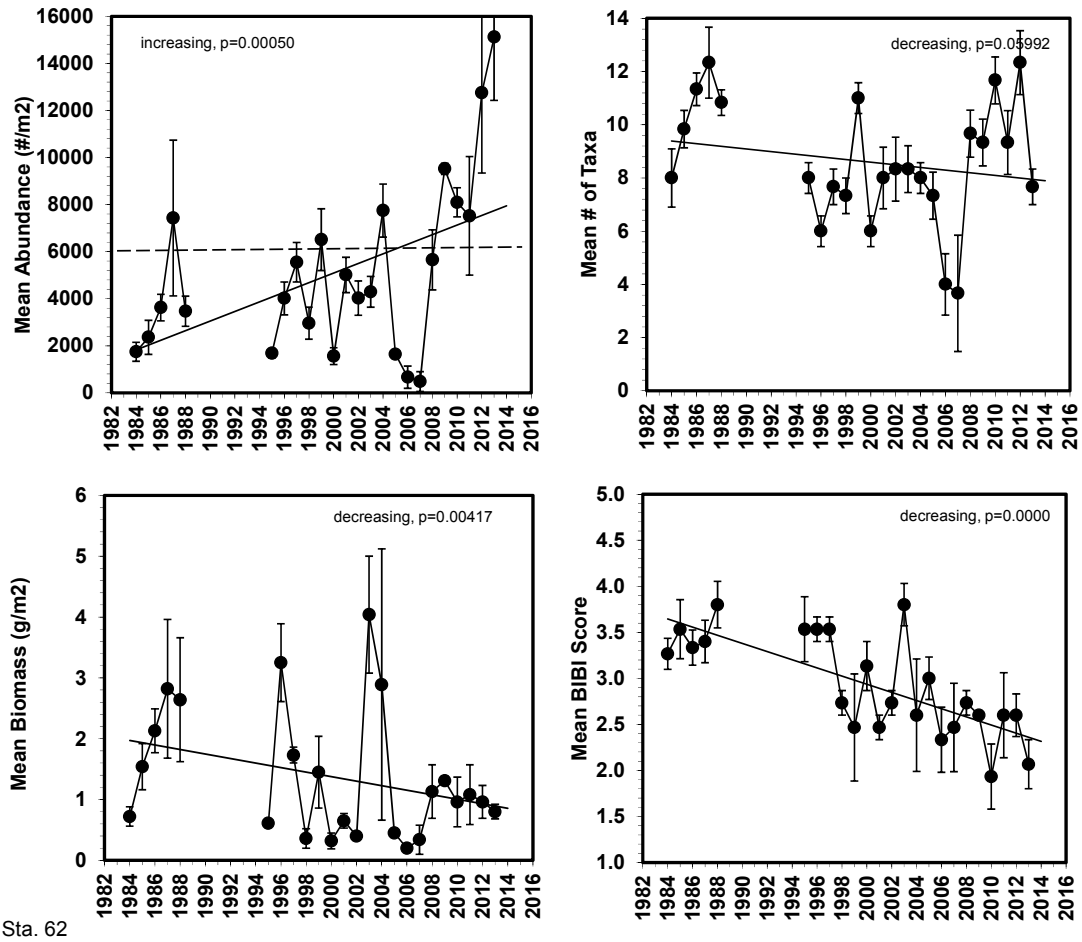 increasing, p=0.00050
Mean Abundance (#/m2)
16000
14000
12000
10000
8000
6000
4000
2000
0
1982 1984 1986 1988 1990 1992 1994 1996 1998 2000 2002 2004 2006 2008 2010 2012 2014 2016
decreasing, p=0.05992
Mean # of Taxa
14
12
10
8
6
4
2
0
1982 1984 1986 1988 1990 1992 1994 1996 1998 2000 2002 2004 2006 2008 2010 2012 2014 2016
decreasing, p=0.00417
Mean Biomass (g/m2)
6
5
4
3
2
1
0
1982 1984 1986 1988 1990 1992 1994 1996 1998 2000 2002 2004 2006 2008 2010 2012 2014 2016
decreasing, p=0.0000
Mean BIBI Score
5.0
4.5
4.0
3.5
3.0
2.5
2.0
1.5
1.0
1982 1984 1986 1988 1990 1992 1994 1996 1998 2000 2002 2004 2006 2008 2010 2012 2014 2016
Sta. 62